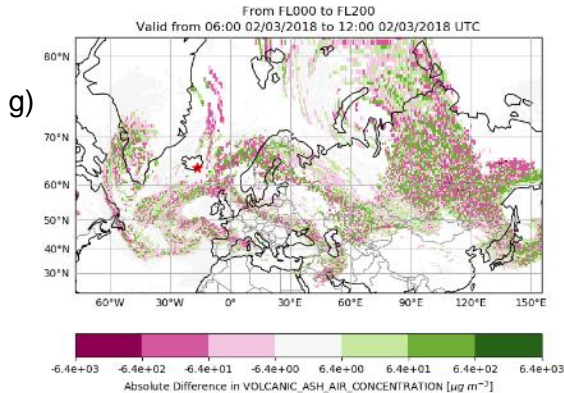 From FL000 to FL200
Valid from 06:00 02/03/2018 to 12:00 02/03/2018 UTC
g)
80°N
70°N
60°N
50°N
40°N
30°N
60°W 30°W 0° 30°E 60°E 90°E 120°E 150°E
-6.4e+03 -6.4e+02 -6.4e+01 -6.4e+00 6.4e+00 6.4e+01 6.4e+02 6.4e+03
Absolute Difference in VOLCANIC_ASH_AIR_CONCENTRATION [µg m⁻³]